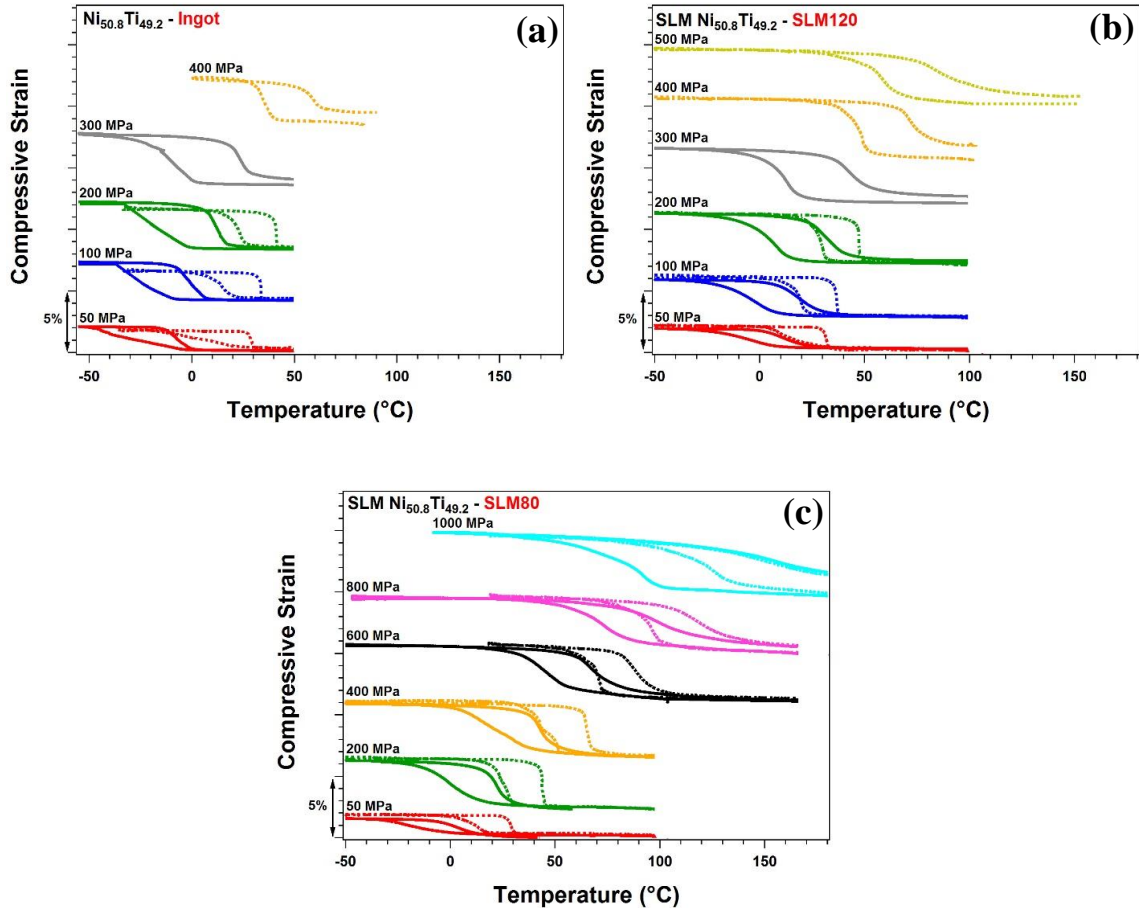 Ni50.8Ti49.2 - Ingot
(a)
Compressive Strain
400 MPa
300 MPa
200 MPa
100 MPa
50 MPa
5%
-50 0 50 100 150
Temperature (°C)
SLM Ni50.8Ti49.2 - SLM120
(b)
Compressive Strain
500 MPa
400 MPa
300 MPa
200 MPa
100 MPa
50 MPa
5%
-50 0 50 100 150
Temperature (°C)
SLM Ni50.8Ti49.2 - SLM80
(c)
Compressive Strain
1000 MPa
800 MPa
600 MPa
400 MPa
200 MPa
50 MPa
5%
-50 0 50 100 150
Temperature (°C)